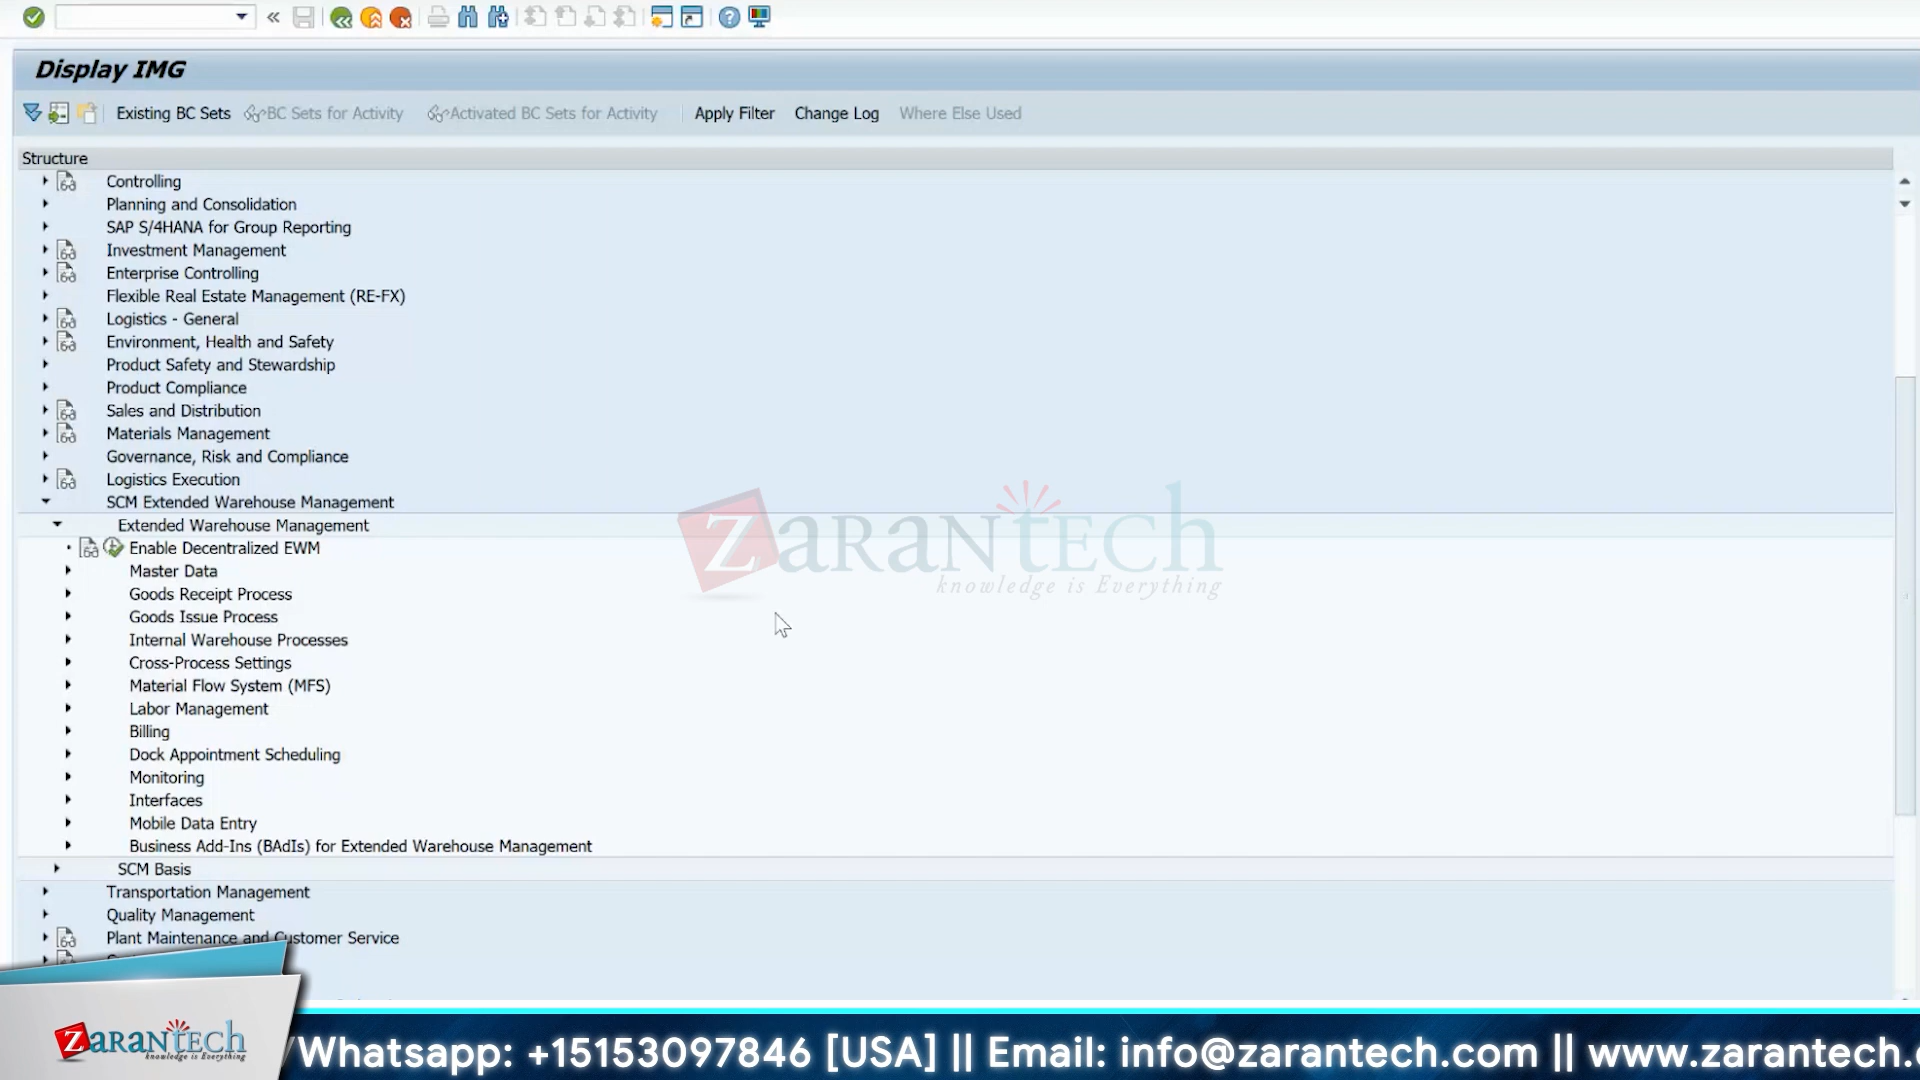 Display IMG
Existing BC Sets BC Sets for Activity Activated BC Sets for Activity Apply Filter Change Log Where Else Used
Structure
Controlling
Planning and Consolidation
SAP S/4HANA for Group Reporting
Investment Management
Enterprise Controlling
Flexible Real Estate Management (RE-FX)
Logistics - General
Environment, Health and Safety
Product Safety and Stewardship
Product Compliance
Sales and Distribution
Materials Management
Governance, Risk and Compliance
Logistics Execution
SCM Extended Warehouse Management
Extended Warehouse Management
Enable Decentralized EWM
Master Data
Goods Receipt Process
Goods Issue Process
Internal Warehouse Processes
Cross-Process Settings
Material Flow System (MFS)
Labor Management
Billing
Dock Appointment Scheduling
Monitoring
Interfaces
Mobile Data Entry
Business Add-Ins (BAdIs) for Extended Warehouse Management
SCM Basis
Transportation Management
Quality Management
Plant Maintenance and Customer Service
ZaranTech
knowledge is Everything
ZaranTech
knowledge is Everything
Whatsapp: +15153097846 [USA] || Email: info@zarantech.com || www.zarantech.